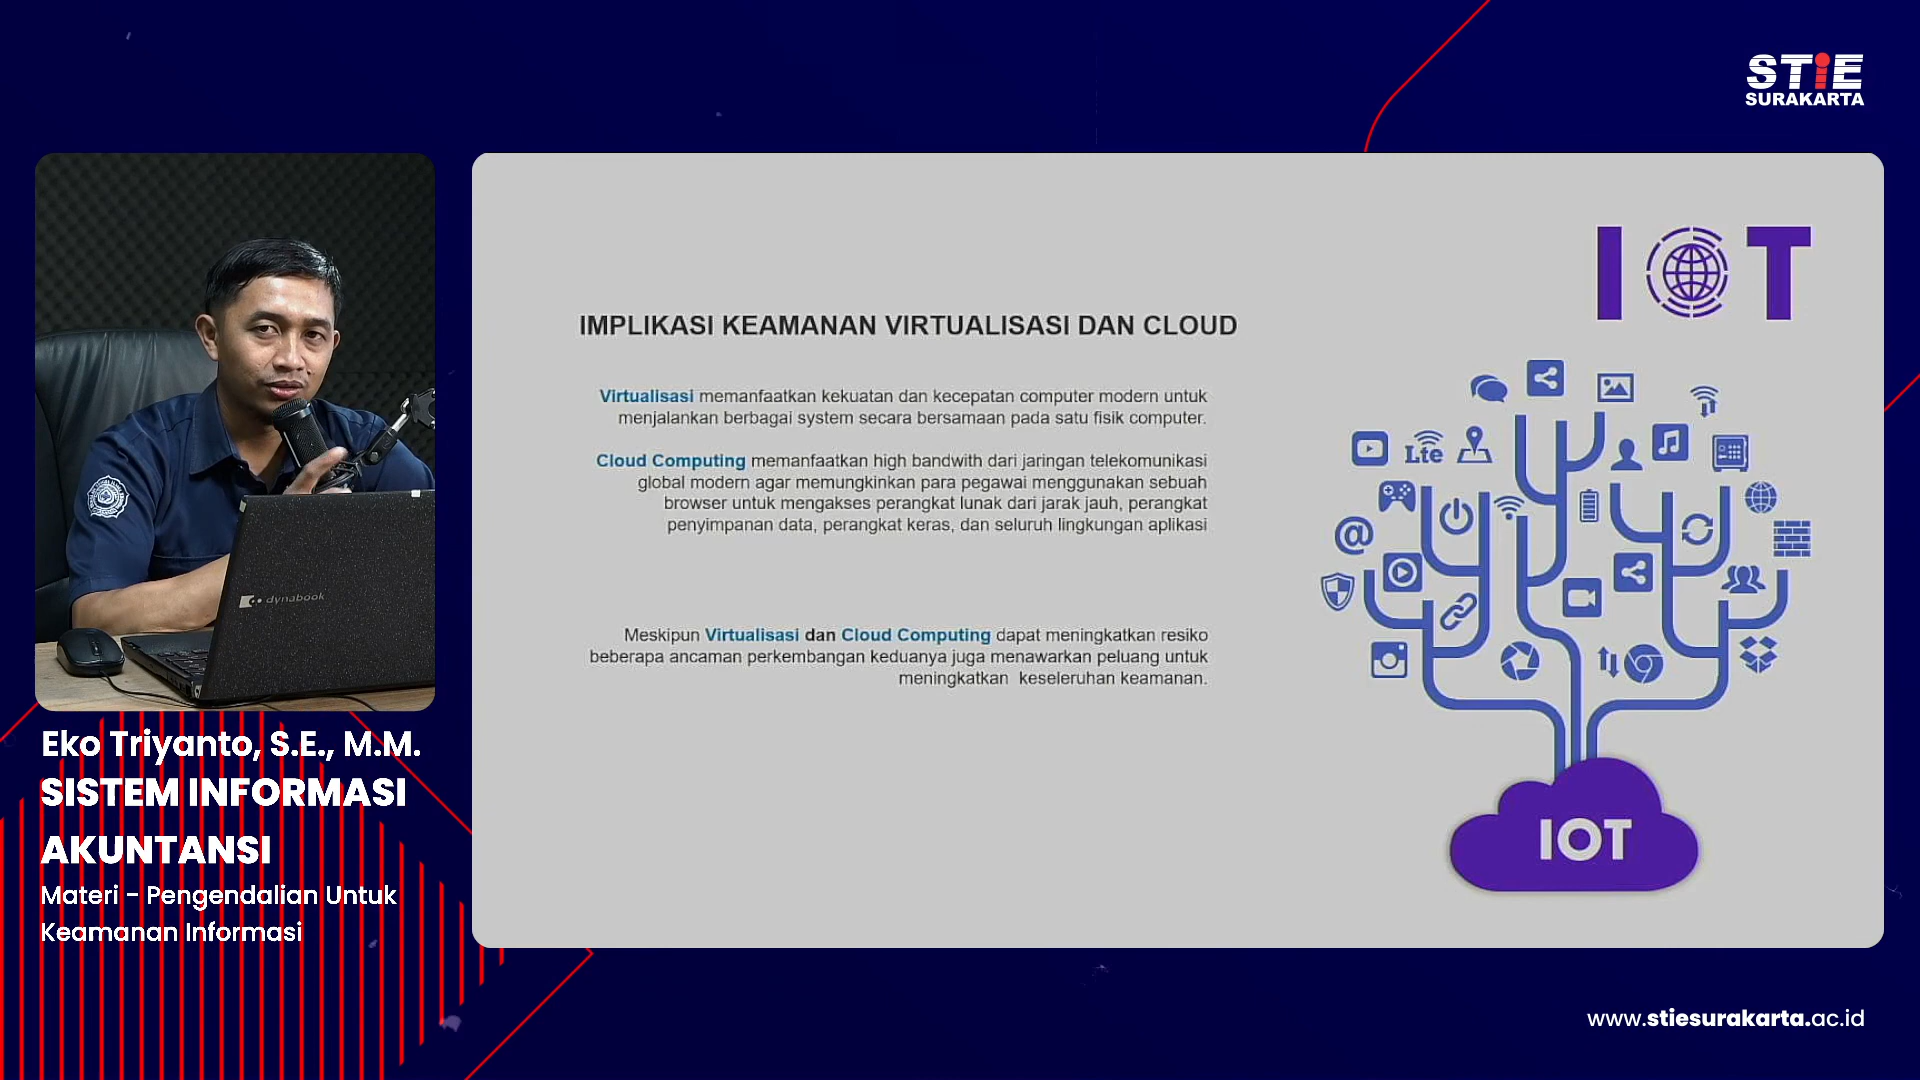 STiE
SURAKARTA
IOT
IMPLIKASI KEAMANAN VIRTUALISASI DAN CLOUD
Virtualisasi memanfaatkan kekuatan dan kecepatan computer modern untuk
menjalankan berbagai system secara bersamaan pada satu fisik computer.
Cloud Computing memanfaatkan high bandwith dari jaringan telekomunikasi
global modern agar memungkinkan para pegawai menggunakan sebuah
browser untuk mengakses perangkat lunak dari jarak jauh, perangkat
penyimpanan data, perangkat keras, dan seluruh lingkungan aplikasi
Meskipun Virtualisasi dan Cloud Computing dapat meningkatkan resiko
beberapa ancaman perkembangan keduanya juga menawarkan peluang untuk
meningkatkan keseleruhan keamanan.
Lte
@
IOT
dynabook
Eko Triyanto, S.E., M.M.
SISTEM INFORMASI
AKUNTANSI
Materi - Pengendalian Untuk
Keamanan Informasi
www.stiesurakarta.ac.id